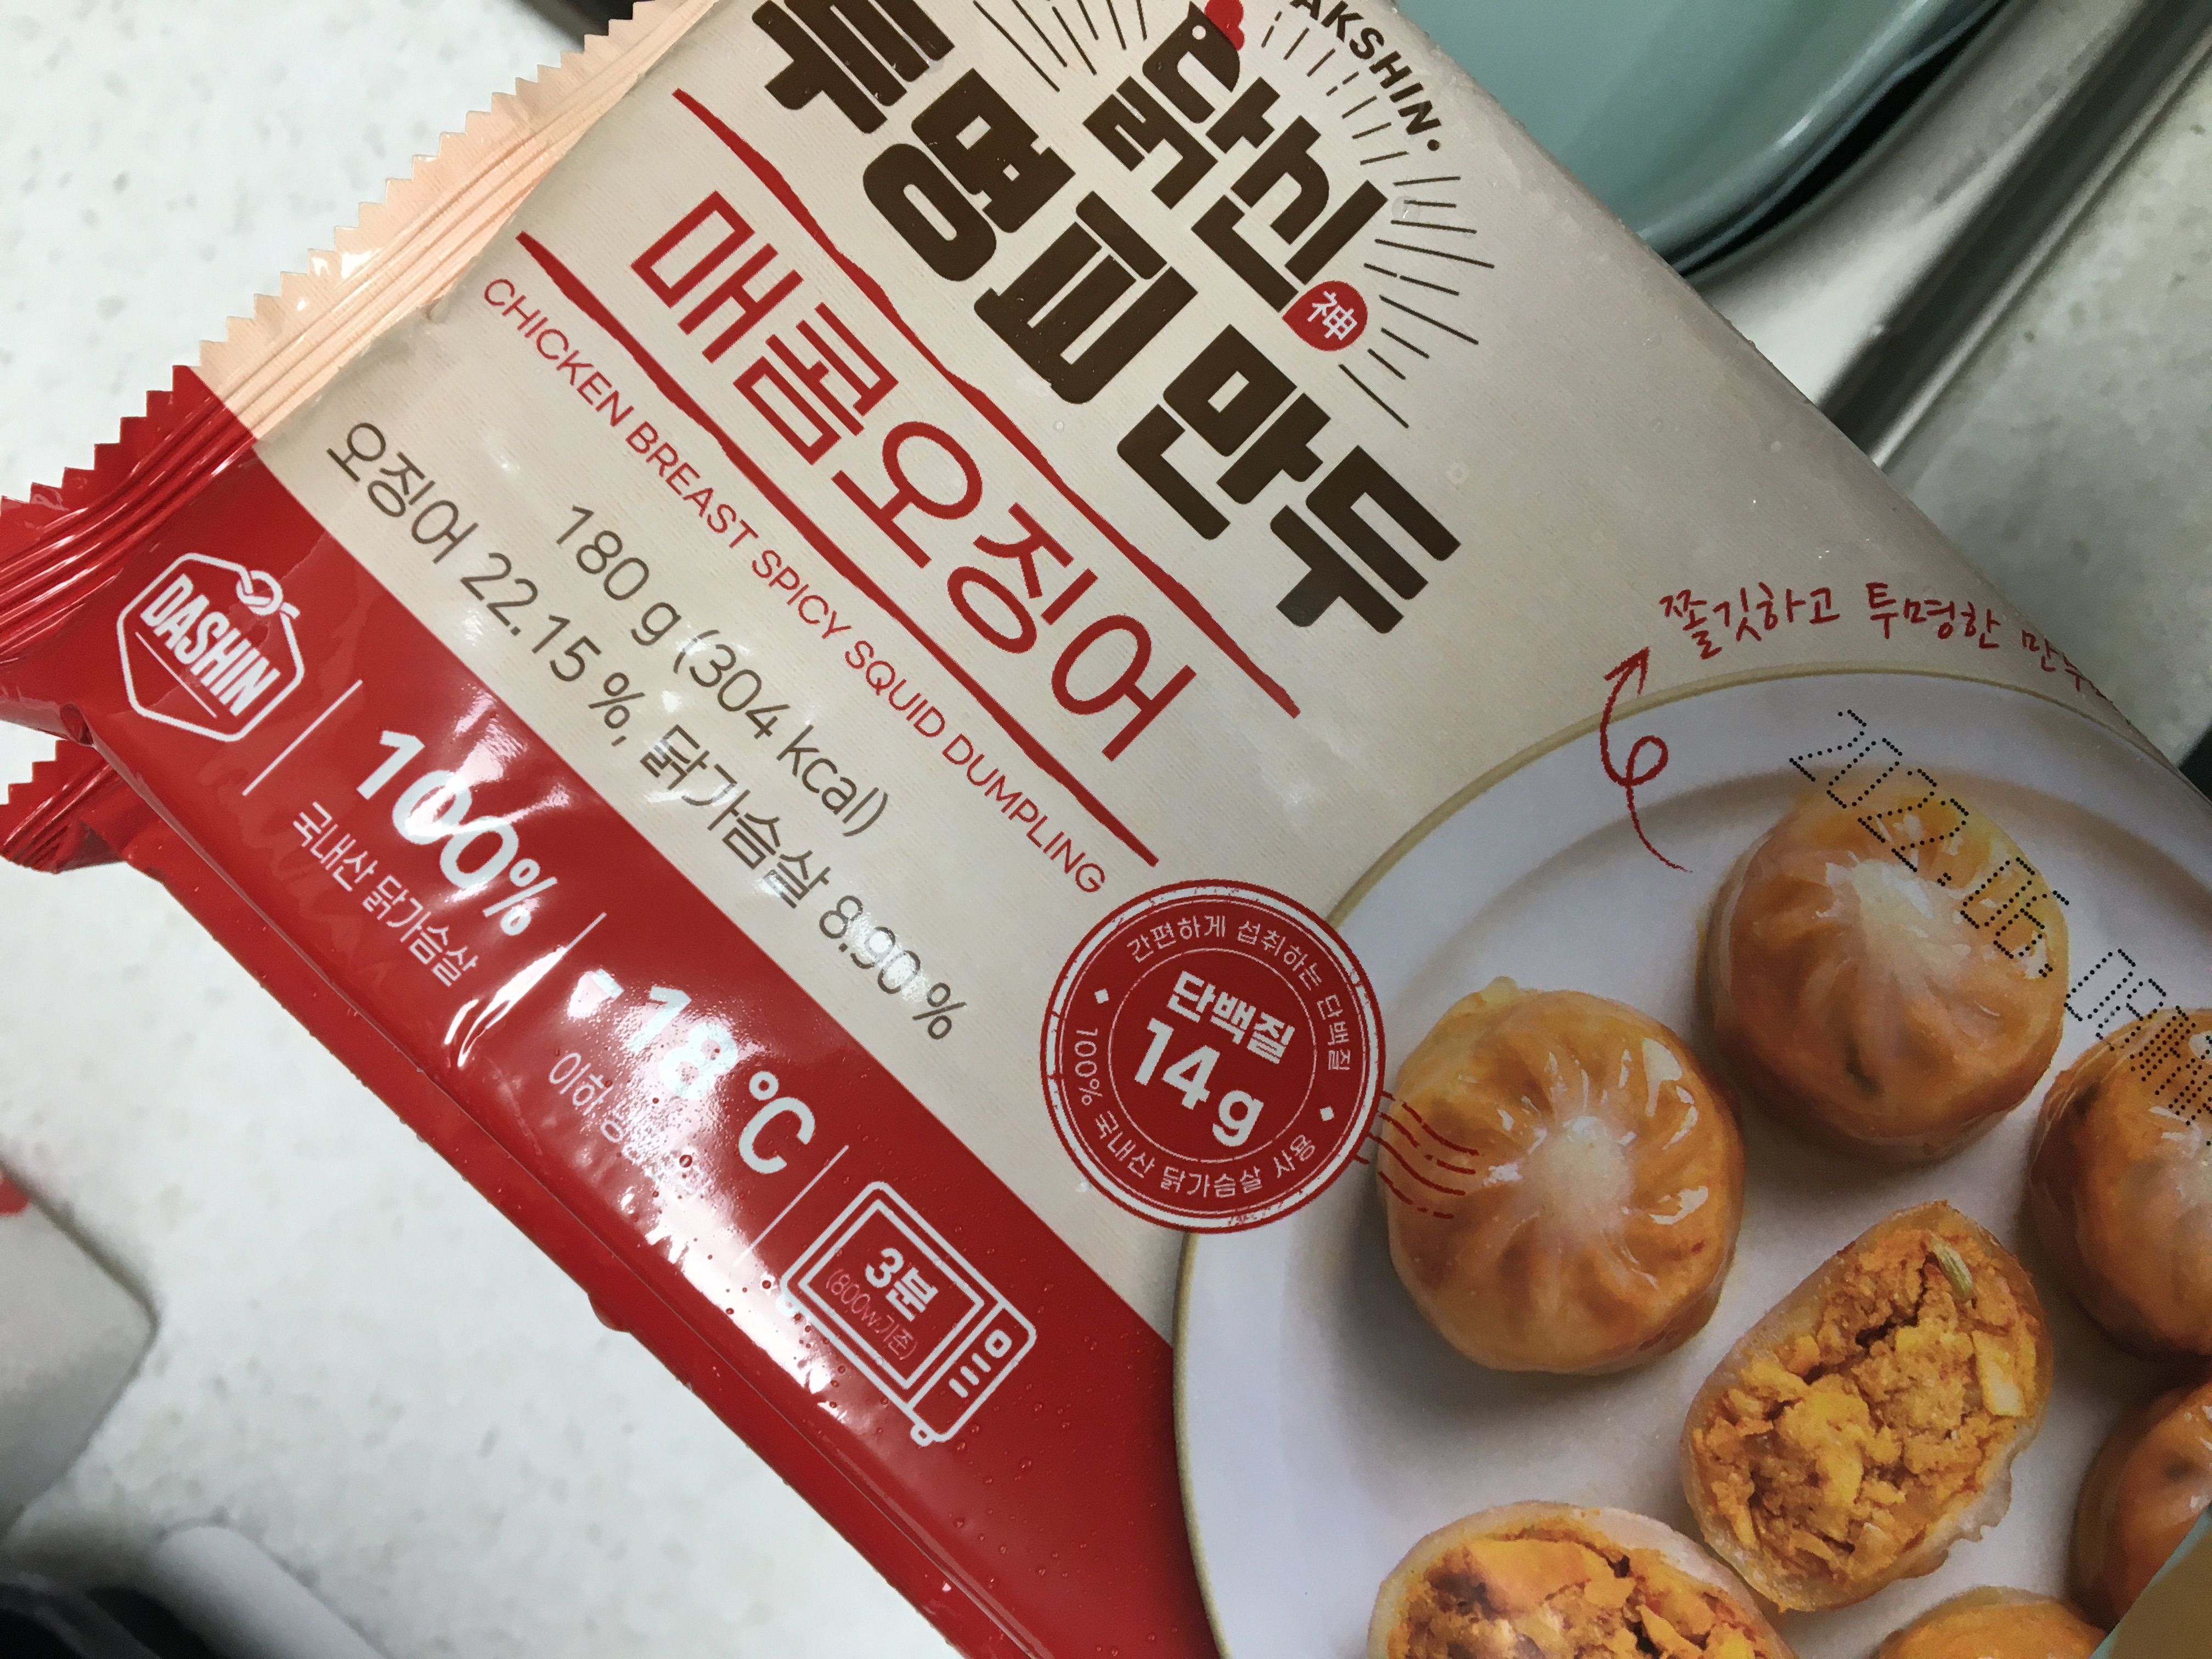 닭신
神
투명피 만두
매콤오징어
CHICKEN BREAST SPICY SQUID DUMPLING
180 g (304 kcal)
오징어 22.15 %, 닭가슴살 8.90 %
쫄깃하고 투명한
간편하게 섭취하는 단백질
단백질
14 g
100% 국내산 닭가슴살 사용
DASHIN
100%
국내산 닭가슴살
-18 °C
이하
3분
(800w기준)